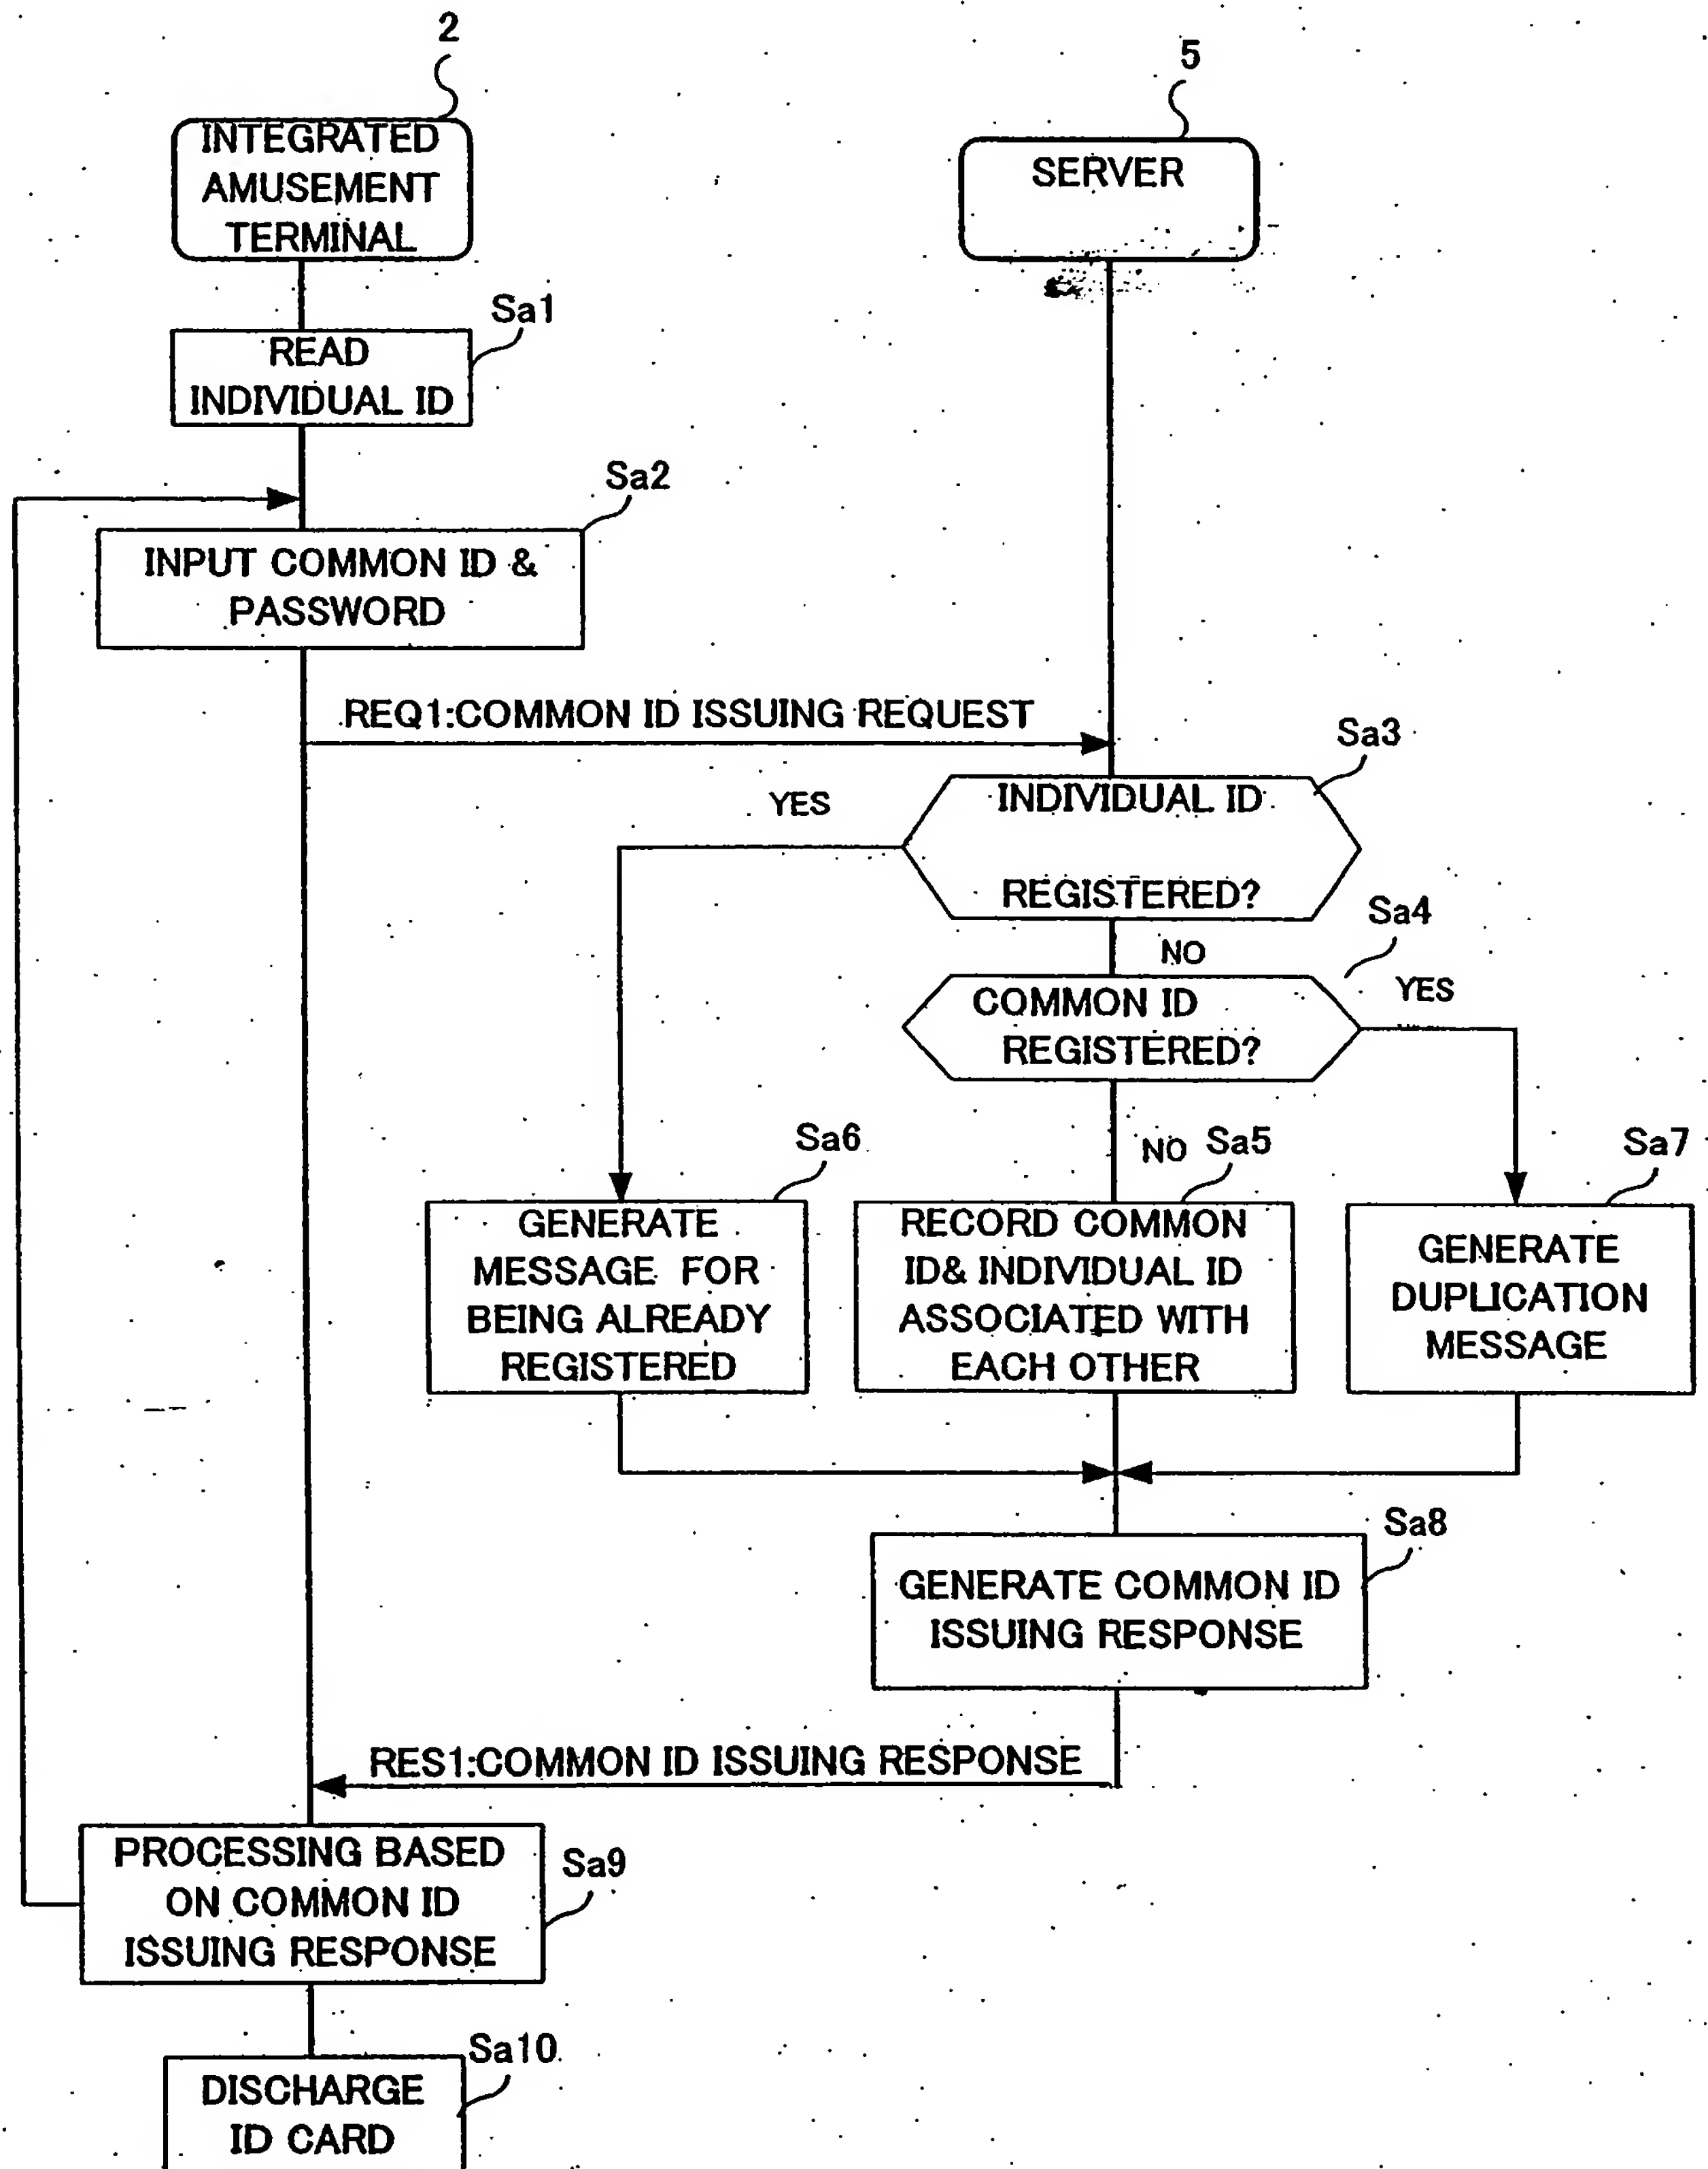 2
5
INTEGRATED
AMUSEMENT
TERMINAL
SERVER
Sa1
READ
INDIVIDUAL ID
Sa2
INPUT COMMON ID &
PASSWORD
REQ1:COMMON ID ISSUING REQUEST
Sa3
YES
INDIVIDUAL ID
REGISTERED?
Sa4
NO
COMMON ID
REGISTERED?
YES
Sa6
NO
Sa5
Sa7
GENERATE
MESSAGE FOR
BEING ALREADY
REGISTERED
RECORD COMMON
ID& INDIVIDUAL ID
ASSOCIATED WITH
EACH OTHER
GENERATE
DUPLICATION
MESSAGE
Sa8
GENERATE COMMON ID
ISSUING RESPONSE
RES1:COMMON ID ISSUING RESPONSE
PROCESSING BASED
ON COMMON ID
ISSUING RESPONSE
Sa9
Sa10
DISCHARGE
ID CARD